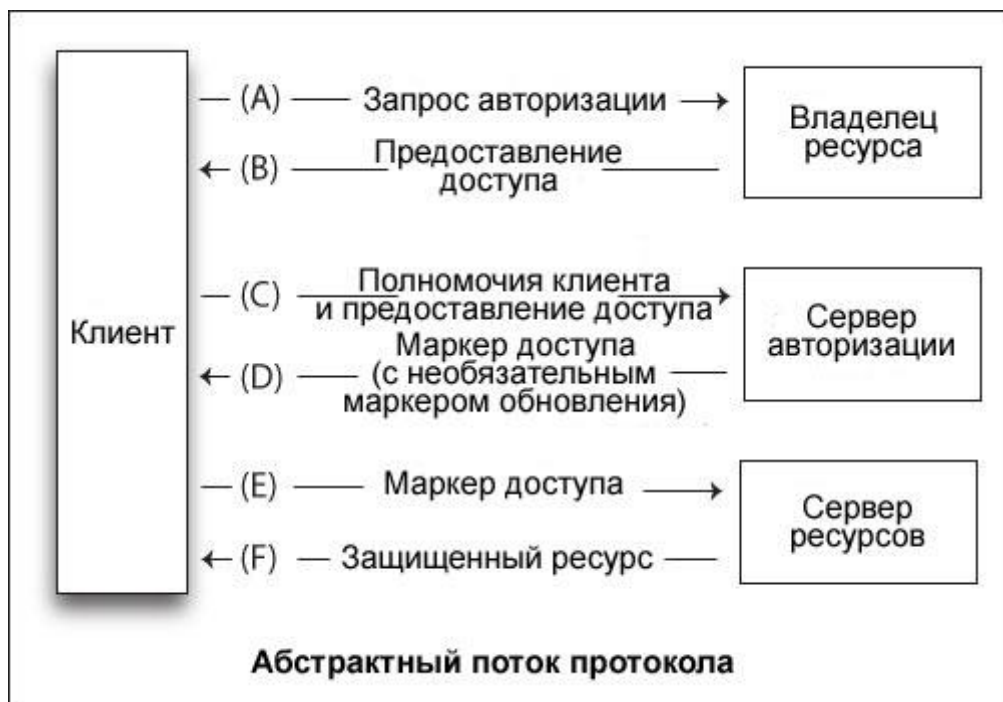 (A) Запрос авторизации
Владелец
ресурса
(B) Предоставление
доступа
Клиент
(C) Полномочия клиента
и предоставление доступа
Сервер
авторизации
(D) Маркер доступа
(с необязательным
маркером обновления)
(E) Маркер доступа
Сервер
ресурсов
(F) Защищенный ресурс
Абстрактный поток протокола